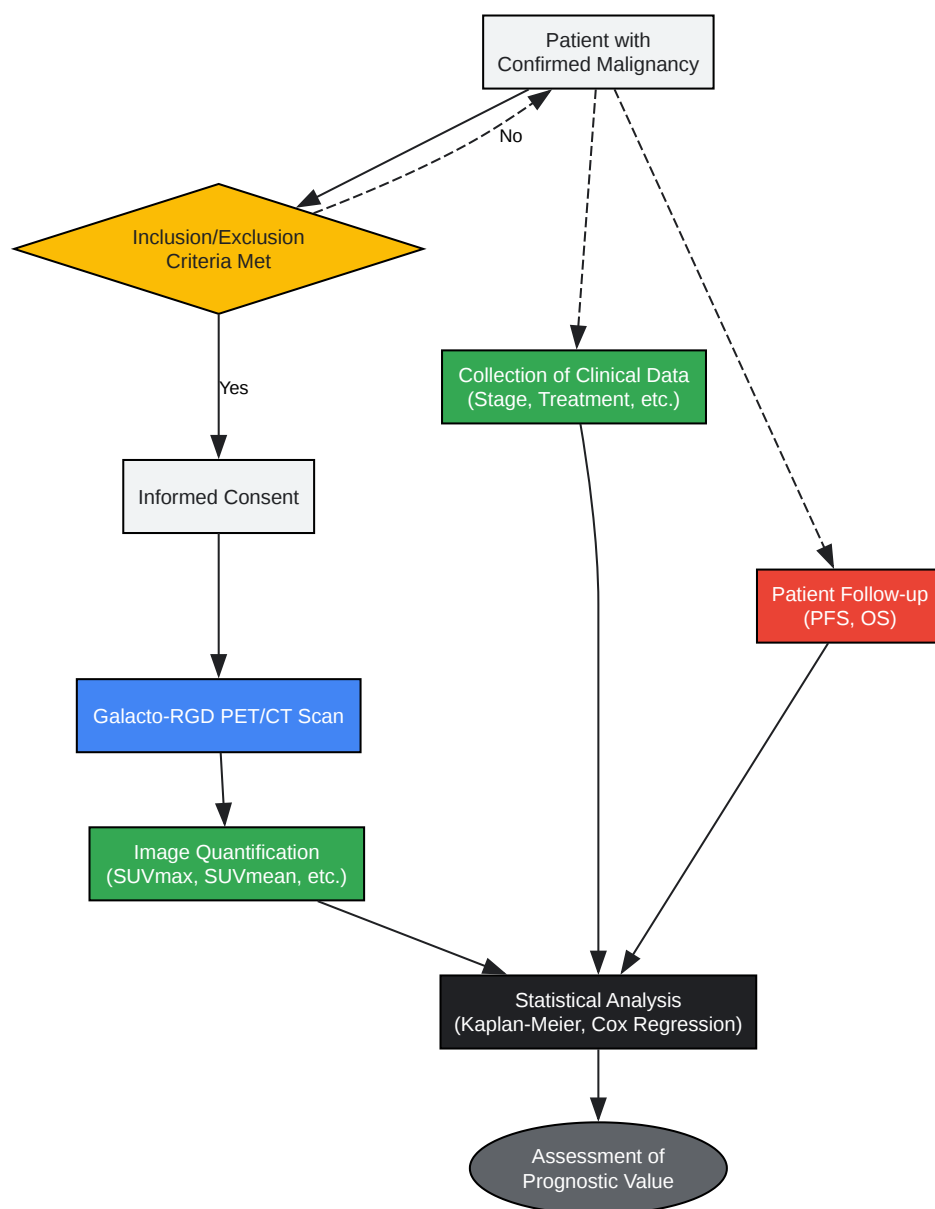 Patient with
Confirmed Malignancy
No
Inclusion/Exclusion
Criteria Met
Yes
Collection of Clinical Data
(Stage, Treatment, etc.)
Informed Consent
Patient Follow-up
(PFS, OS)
Galacto-RGD PET/CT Scan
Image Quantification
(SUVmax, SUVmean, etc.)
Statistical Analysis
(Kaplan-Meier, Cox Regression)
Assessment of
Prognostic Value